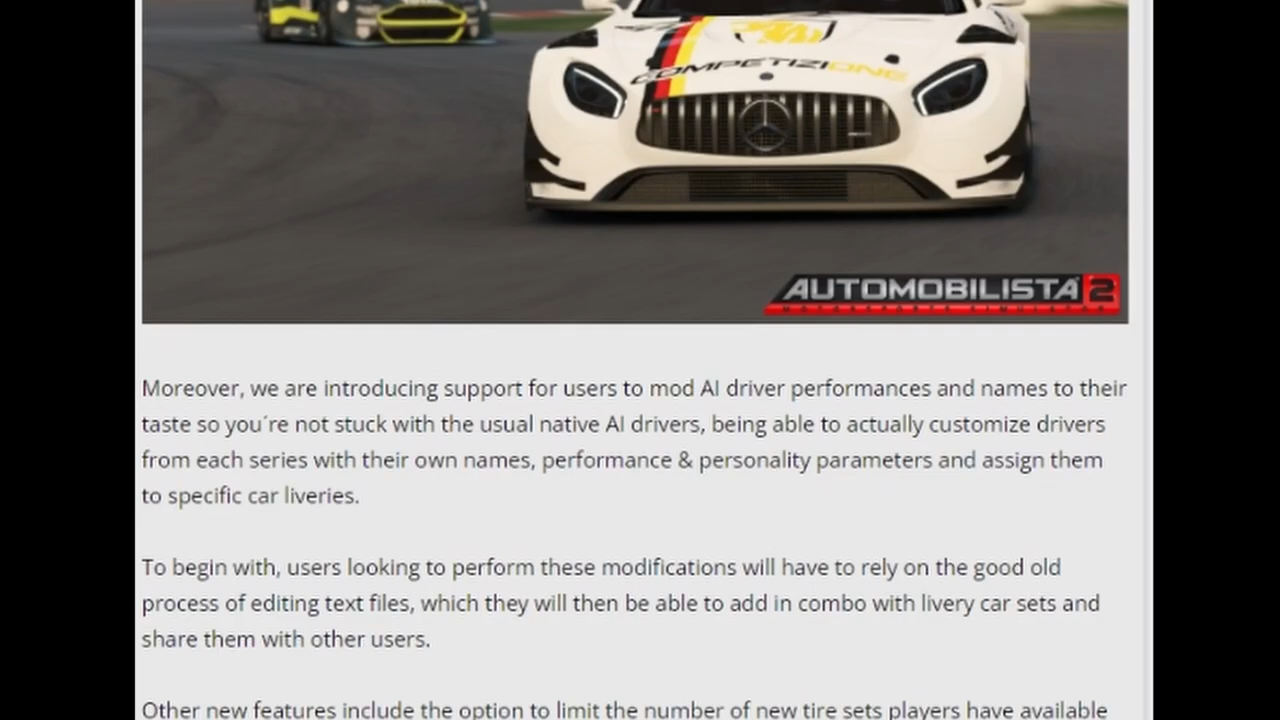 COMPETIZIONE
AUTOMOBILISTA 2
MOTORSPORTS SIMULATOR
Moreover, we are introducing support for users to mod AI driver performances and names to their
taste so you´re not stuck with the usual native AI drivers, being able to actually customize drivers
from each series with their own names, performance & personality parameters and assign them
to specific car liveries.
To begin with, users looking to perform these modifications will have to rely on the good old
process of editing text files, which they will then be able to add in combo with livery car sets and
share them with other users.
Other new features include the option to limit the number of new tire sets players have available